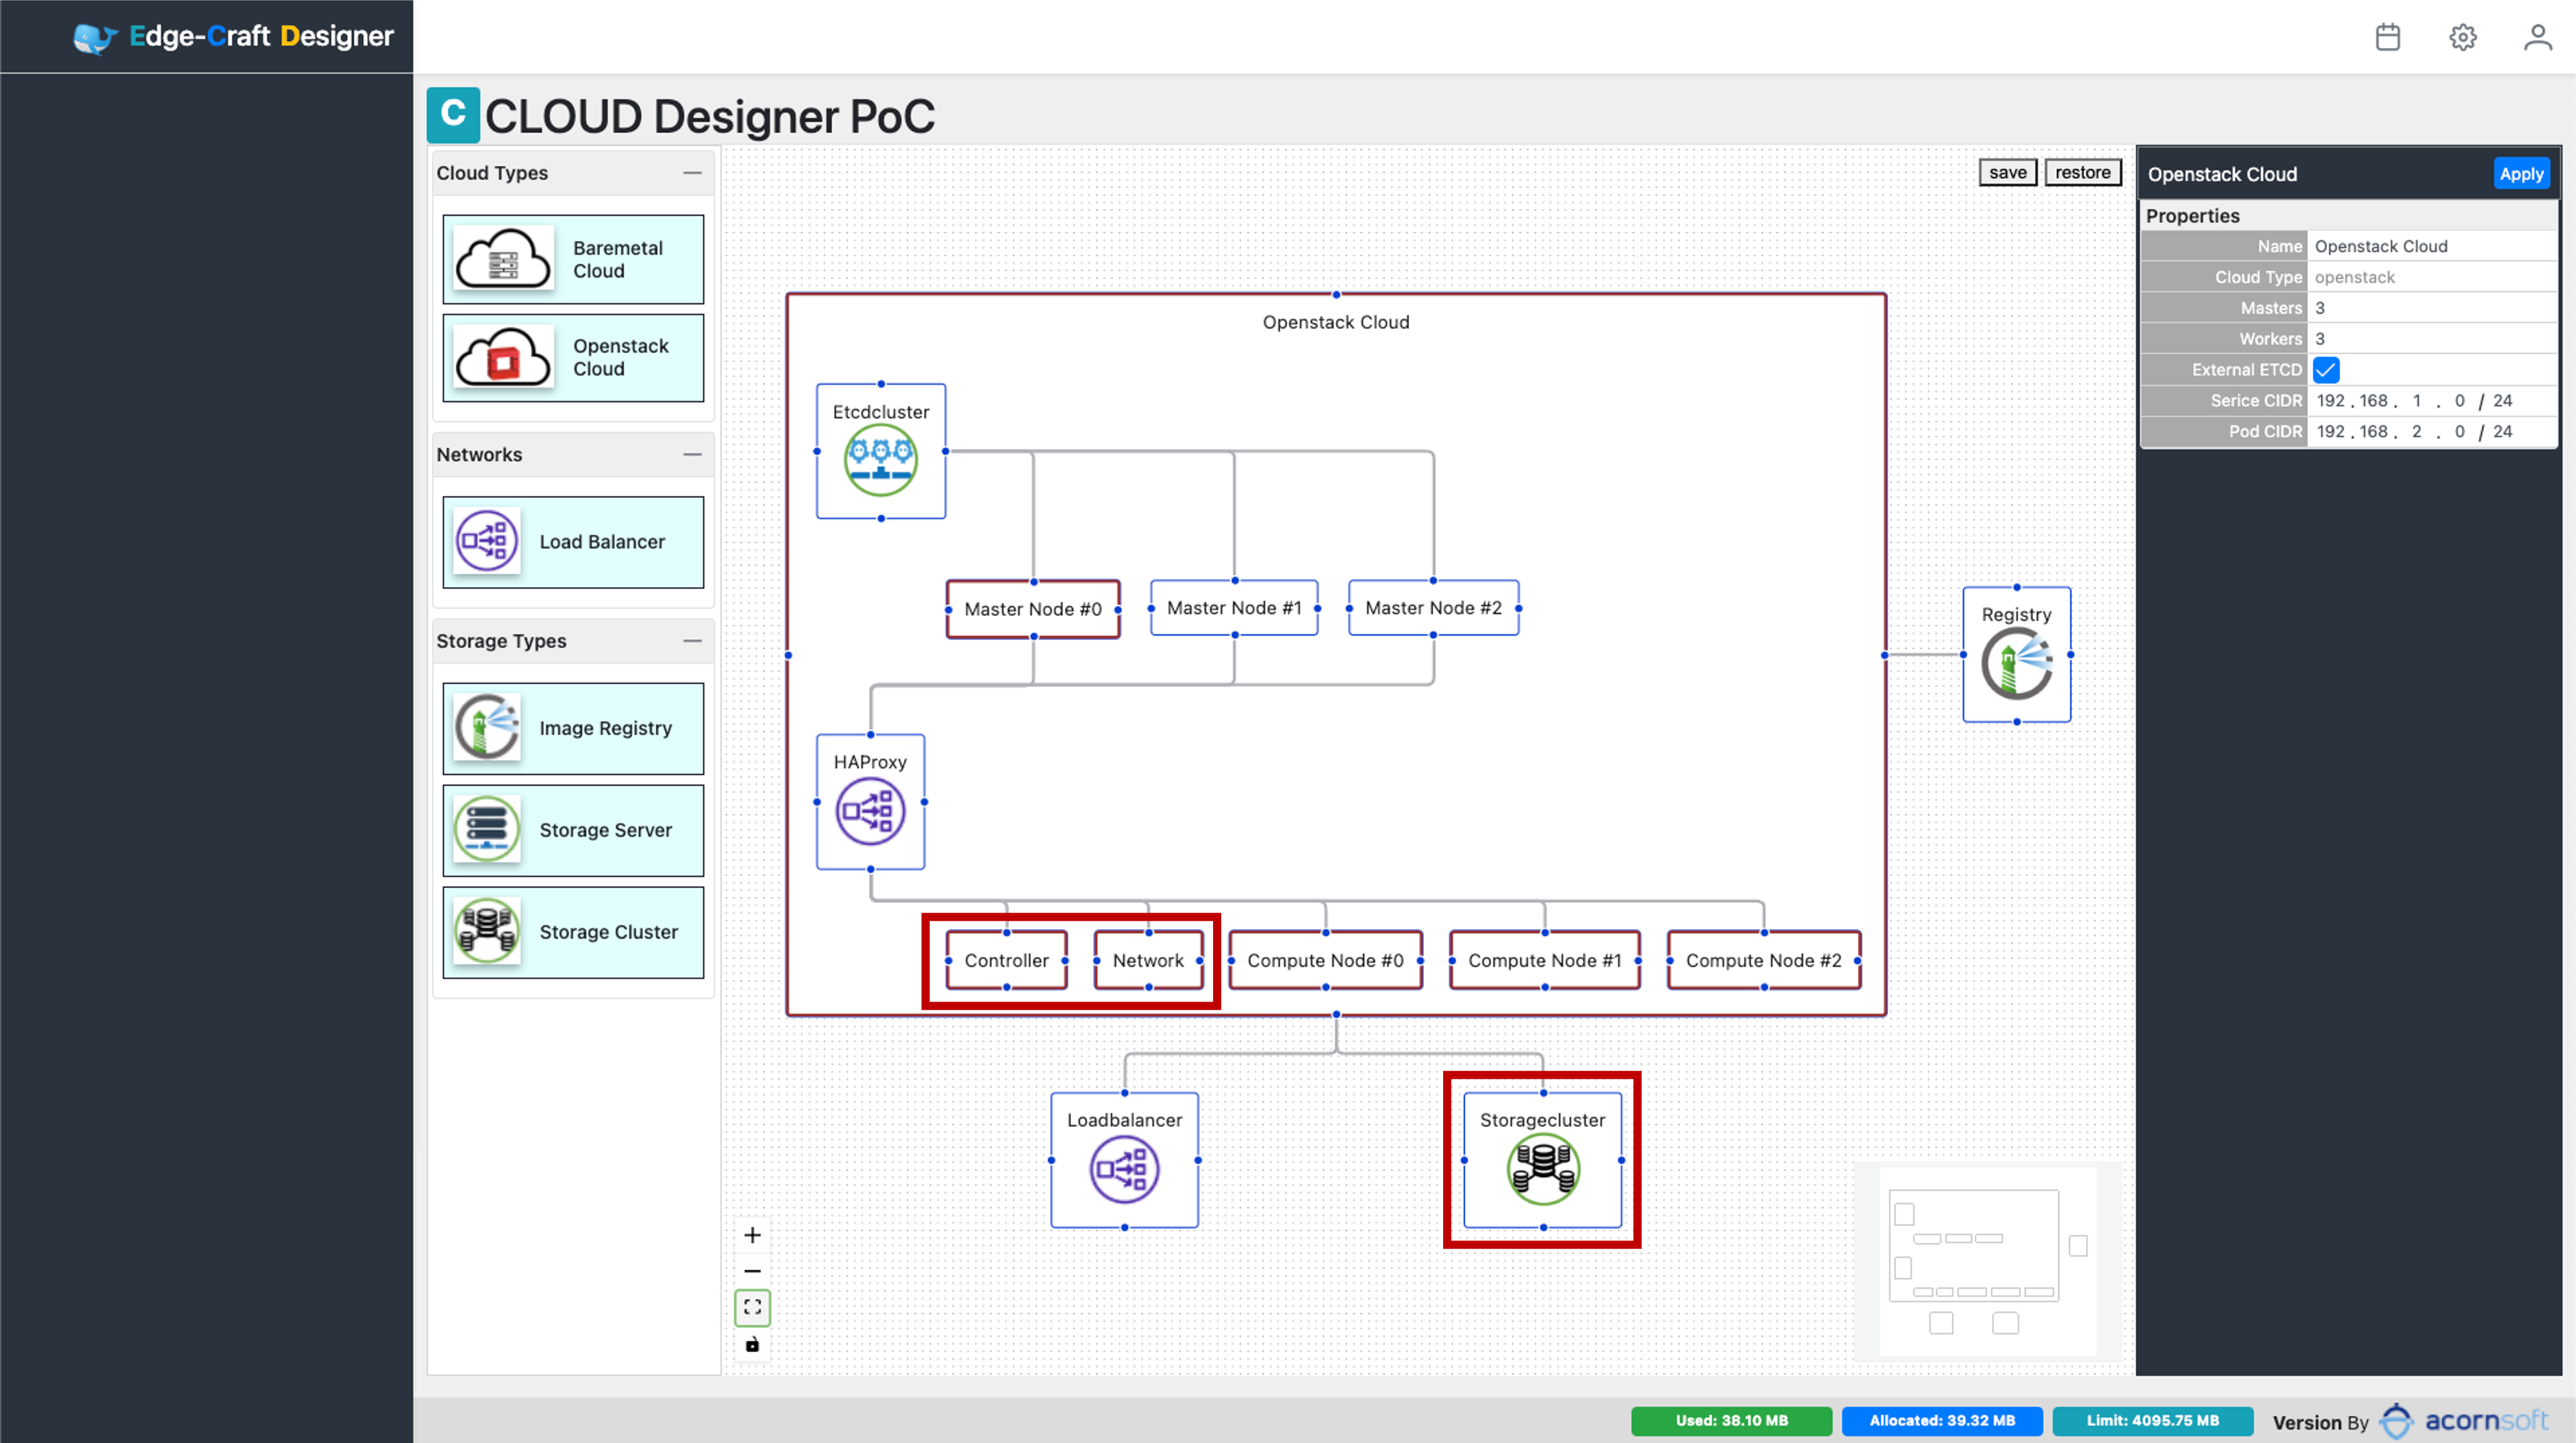 Edge-Craft Designer
C CLOUD Designer PoC
Cloud Types
Baremetal
Cloud
Openstack
Cloud
Networks
Load Balancer
Storage Types
Image Registry
Storage Server
Storage Cluster
save
restore
Openstack Cloud
Etcdcluster
Master Node #0
Master Node #1
Master Node #2
HAProxy
Controller
Network
Compute Node #0
Compute Node #1
Compute Node #2
Registry
Loadbalancer
Storagecluster
Openstack Cloud
Apply
Properties
Name Openstack Cloud
Cloud Type openstack
Masters 3
Workers 3
External ETCD
Serice CIDR 192 . 168 . 1 . 0 / 24
Pod CIDR 192 . 168 . 2 . 0 / 24
Used: 38.10 MB
Allocated: 39.32 MB
Limit: 4095.75 MB
Version By acornsoft